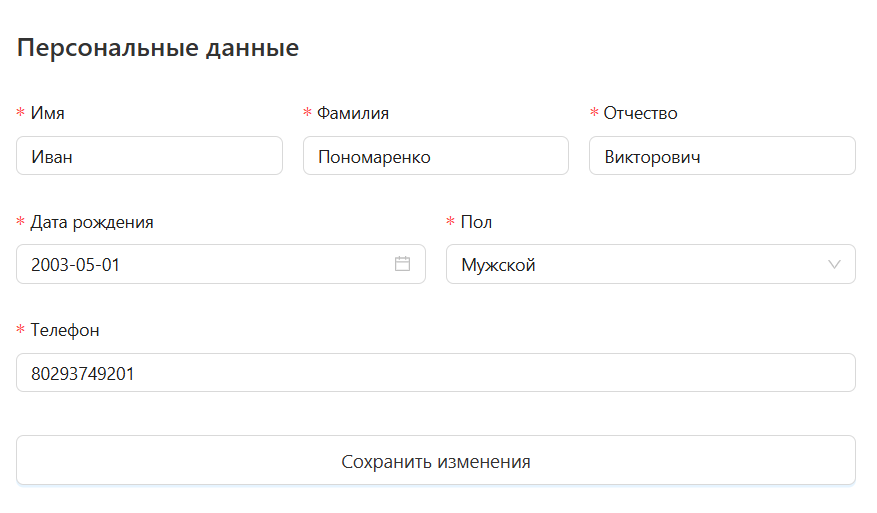 Персональные данные
* Имя * Фамилия * Отчество
Иван Пономаренко Викторович
* Дата рождения * Пол
2003-05-01 Мужской
* Телефон
80293749201
Сохранить изменения